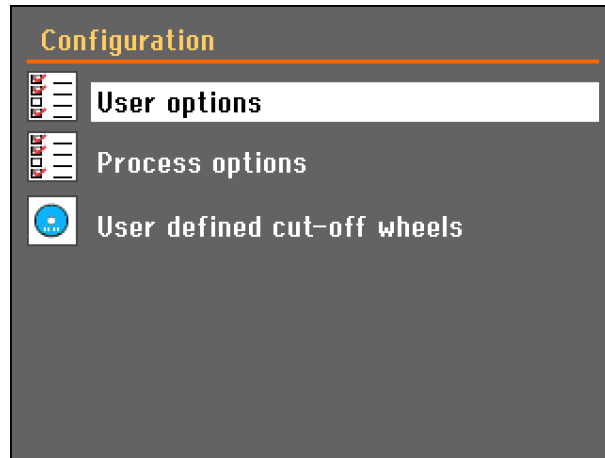 Configuration
User options
Process options
User defined cut-off wheels